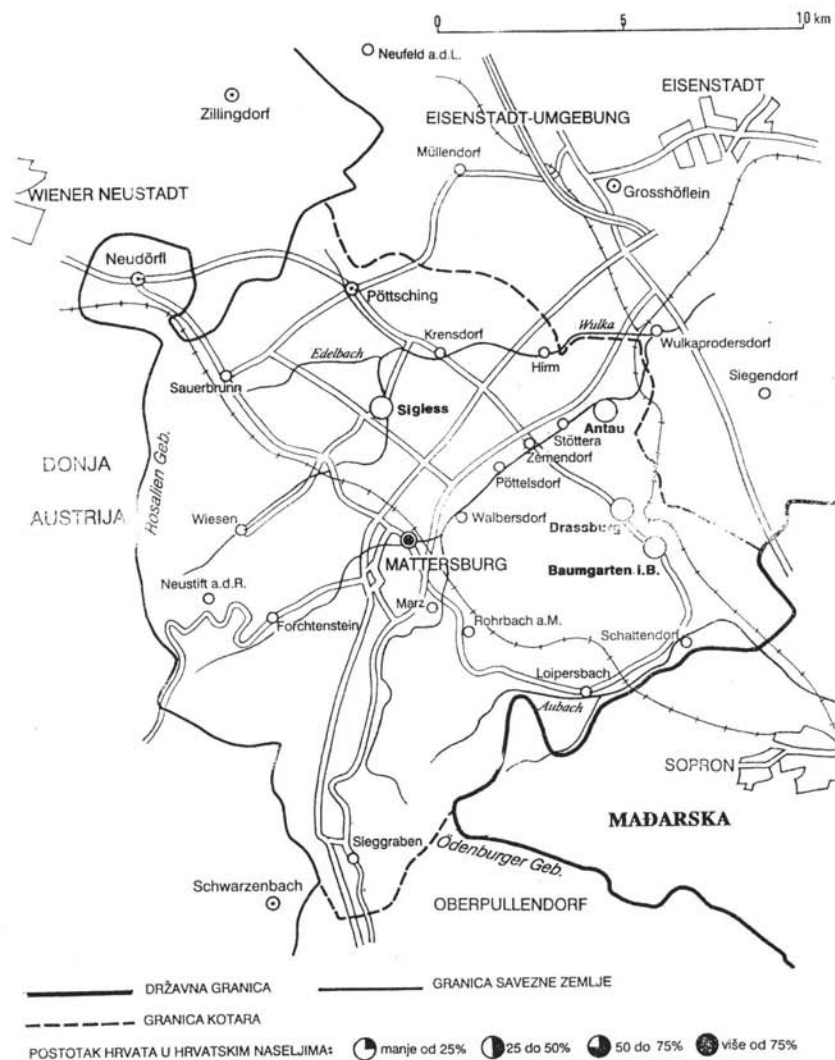 0 5 10 km
Neufeld a.d.L.
Zillingdorf
EISENSTADT
EISENSTADT-UMGEBUNG
Müllendorf
WIENER NEUSTADT
Grosshöflein
Neudörfl
Pöttsching
Krensdorf
Wulka
Wulkaprodersdorf
Edelbach
Hirm
Sauerbrunn
Siegendorf
Sigless
Antau
Stöttera
Zemendorf
DONJA
AUSTRIJA
Rosalien Geb.
Pöttelsdorf
Wiesen
Walbersdorf
Drassburg
MATTERSBURG
Baumgarten i.B.
Neustift a.d.R.
Marz
Forchtenstein
Rohrbach a.M.
Schattendorf
Loipersbach
Aubach
SOPRON
MAĐARSKA
Sieggraben
Ödenburger Geb.
Schwarzenbach
OBERPULLENDORF
DRŽAVNA GRANICA GRANICA SAVEZNE ZEMLJE
GRANICA KOTARA
POSTOTAK HRVATA U HRVATSKIM NASELJIMA: manje od 25% 25 do 50% 50 do 75% više od 75%